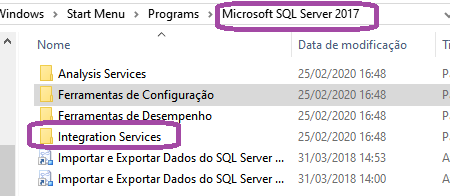 Windows > Start Menu > Programs > Microsoft SQL Server 2017
Nome Data de modificação
Analysis Services 25/02/2020 16:48
Ferramentas de Configuração 25/02/2020 16:48
Ferramentas de Desempenho 25/02/2020 16:48
Integration Services 25/02/2020 16:48
Importar e Exportar Dados do SQL Server ... 31/03/2018 14:53
Importar e Exportar Dados do SQL Server ... 31/03/2018 14:00